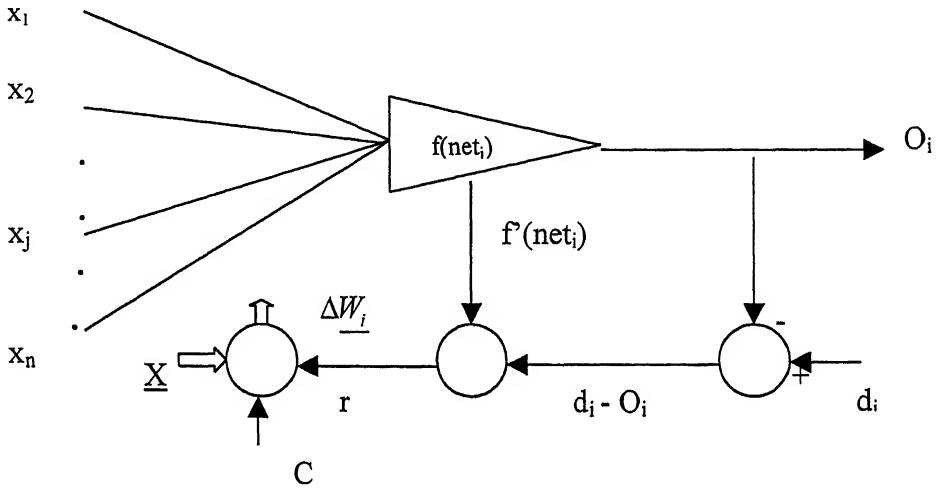 x1
x2
f(neti)
Oi
xj
f'(neti)
ΔWi
-
xn
X
+
r
di - Oi
di
C